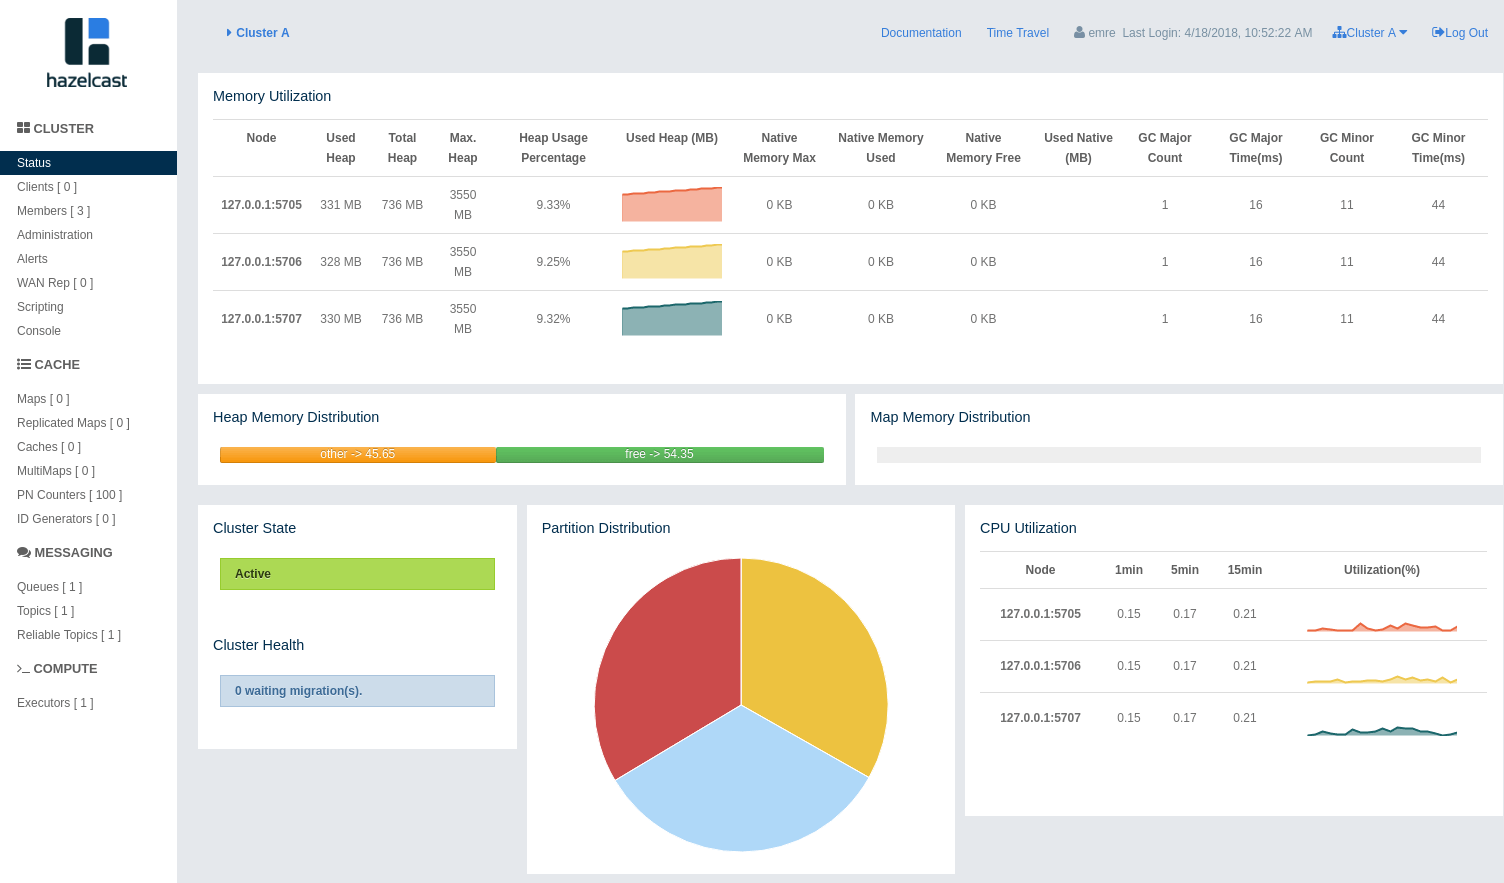 hazelcast
CLUSTER
Status
Clients [ 0 ]
Members [ 3 ]
Administration
Alerts
WAN Rep [ 0 ]
Scripting
Console
CACHE
Maps [ 0 ]
Replicated Maps [ 0 ]
Caches [ 0 ]
MultiMaps [ 0 ]
PN Counters [ 100 ]
ID Generators [ 0 ]
MESSAGING
Queues [ 1 ]
Topics [ 1 ]
Reliable Topics [ 1 ]
COMPUTE
Executors [ 1 ]
Cluster A Documentation Time Travel emre Last Login: 4/18/2018, 10:52:22 AM Cluster A Log Out
Memory Utilization
Node Used Total Max. Heap Usage Used Heap (MB) Native Native Memory Native Used Native GC Major GC Major GC Minor GC Minor
Heap Heap Heap Percentage Memory Max Used Memory Free (MB) Count Time(ms) Count Time(ms)
127.0.0.1:5705 331 MB 736 MB 3550 MB 9.33% 0 KB 0 KB 0 KB 1 16 11 44
127.0.0.1:5706 328 MB 736 MB 3550 MB 9.25% 0 KB 0 KB 0 KB 1 16 11 44
127.0.0.1:5707 330 MB 736 MB 3550 MB 9.32% 0 KB 0 KB 0 KB 1 16 11 44
Heap Memory Distribution
other -> 45.65 free -> 54.35
Map Memory Distribution
Cluster State
Active
Cluster Health
0 waiting migration(s).
Partition Distribution
CPU Utilization
Node 1min 5min 15min Utilization(%)
127.0.0.1:5705 0.15 0.17 0.21
127.0.0.1:5706 0.15 0.17 0.21
127.0.0.1:5707 0.15 0.17 0.21